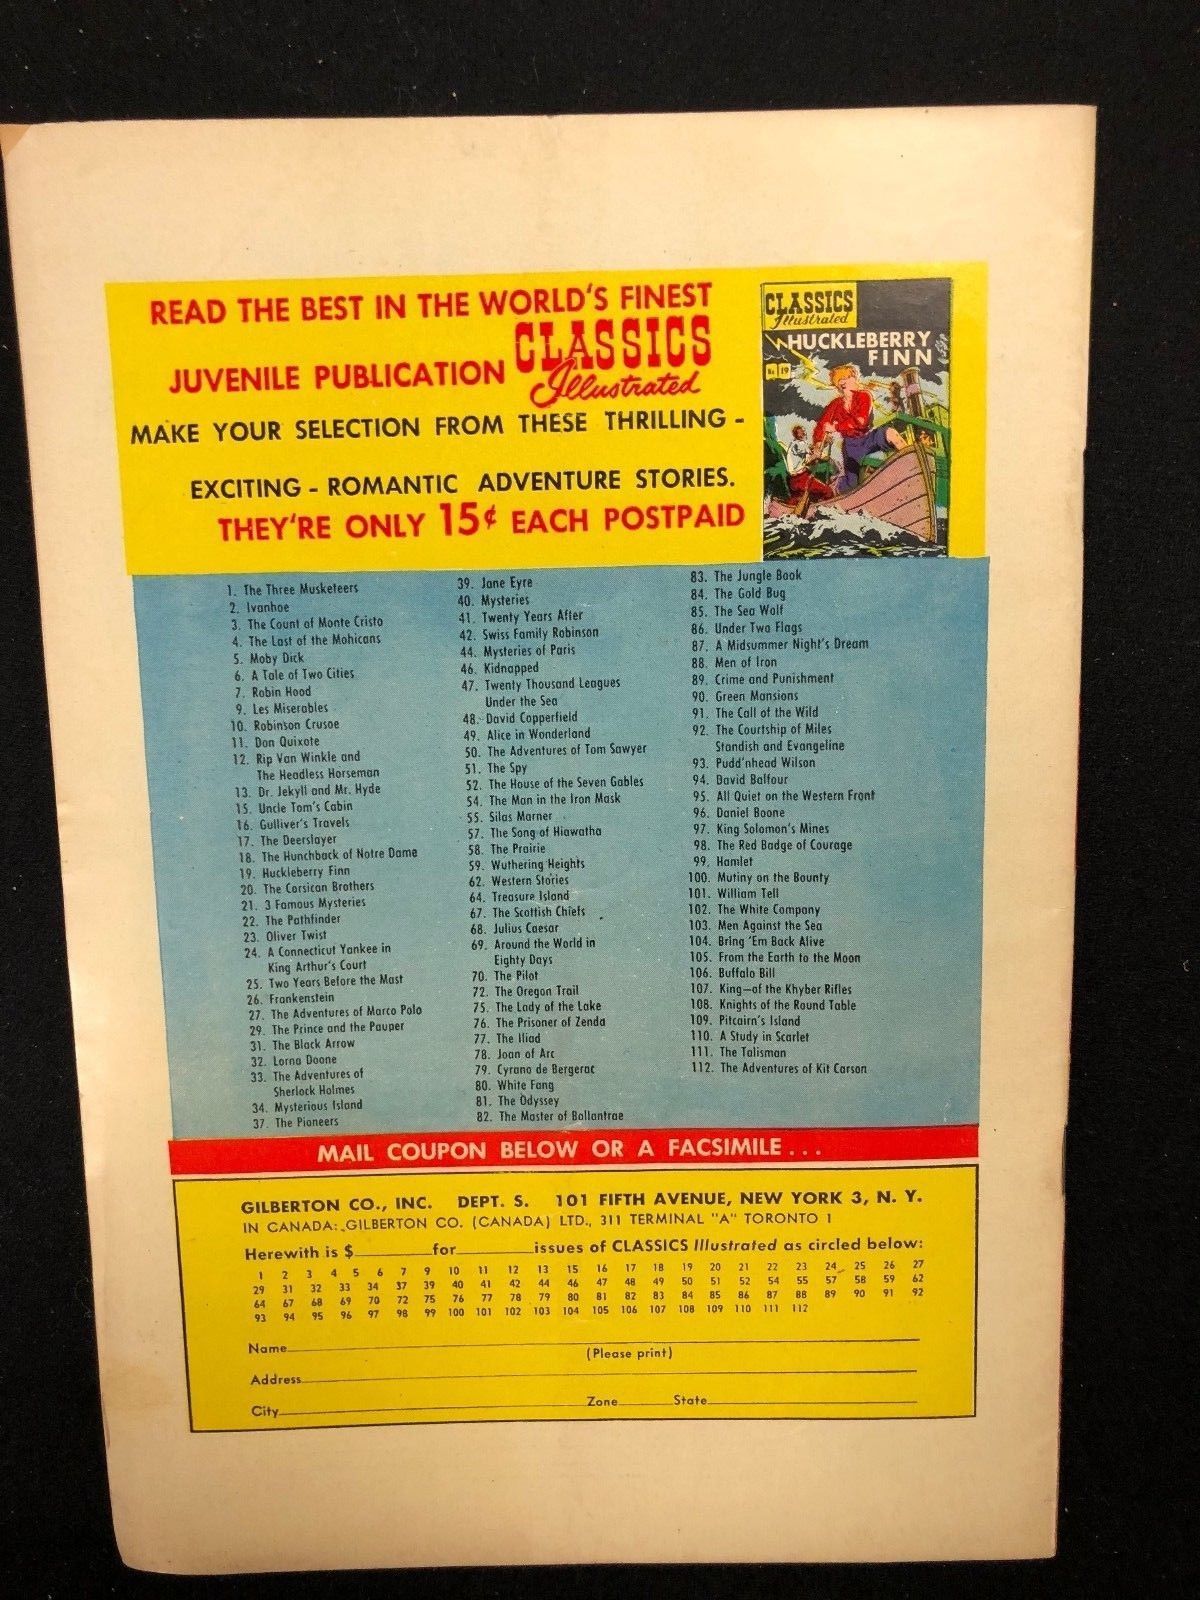 READ THE BEST IN THE WORLD'S FINEST
JUVENILE PUBLICATION CLASSICS Illustrated
MAKE YOUR SELECTION FROM THESE THRILLING -
EXCITING - ROMANTIC ADVENTURE STORIES.
THEY'RE ONLY 15¢ EACH POSTPAID
CLASSICS
Illustrated
HUCKLEBERRY
FINN
No. 19
1. The Three Musketeers
2. Ivanhoe
3. The Count of Monte Cristo
4. The Last of the Mohicans
5. Moby Dick
6. A Tale of Two Cities
7. Robin Hood
9. Les Miserables
10. Robinson Crusoe
11. Don Quixote
12. Rip Van Winkle and
The Headless Horseman
13. Dr. Jekyll and Mr. Hyde
15. Uncle Tom's Cabin
16. Gulliver's Travels
17. The Deerslayer
18. The Hunchback of Notre Dame
19. Huckleberry Finn
20. The Corsican Brothers
21. 3 Famous Mysteries
22. The Pathfinder
23. Oliver Twist
24. A Connecticut Yankee in
King Arthur's Court
25. Two Years Before the Mast
26. Frankenstein
27. The Adventures of Marco Polo
29. The Prince and the Pauper
31. The Black Arrow
32. Lorna Doone
33. The Adventures of
Sherlock Holmes
34. Mysterious Island
37. The Pioneers
39. Jane Eyre
40. Mysteries
41. Twenty Years After
42. Swiss Family Robinson
44. Mysteries of Paris
46. Kidnapped
47. Twenty Thousand Leagues
Under the Sea
48. David Copperfield
49. Alice in Wonderland
50. The Adventures of Tom Sawyer
51. The Spy
52. The House of the Seven Gables
54. The Man in the Iron Mask
55. Silas Marner
57. The Song of Hiawatha
58. The Prairie
59. Wuthering Heights
62. Western Stories
64. Treasure Island
67. The Scottish Chiefs
68. Julius Caesar
69. Around the World in
Eighty Days
70. The Pilot
72. The Oregon Trail
75. The Lady of the Lake
76. The Prisoner of Zenda
77. The Iliad
78. Joan of Arc
79. Cyrano de Bergerac
80. White Fang
81. The Odyssey
82. The Master of Ballantrae
83. The Jungle Book
84. The Gold Bug
85. The Sea Wolf
86. Under Two Flags
87. A Midsummer Night's Dream
88. Men of Iron
89. Crime and Punishment
90. Green Mansions
91. The Call of the Wild
92. The Courtship of Miles
Standish and Evangeline
93. Pudd'nhead Wilson
94. David Balfour
95. All Quiet on the Western Front
96. Daniel Boone
97. King Solomon's Mines
98. The Red Badge of Courage
99. Hamlet
100. Mutiny on the Bounty
101. William Tell
102. The White Company
103. Men Against the Sea
104. Bring 'Em Back Alive
105. From the Earth to the Moon
106. Buffalo Bill
107. King—of the Khyber Rifles
108. Knights of the Round Table
109. Pitcairn's Island
110. A Study in Scarlet
111. The Talisman
112. The Adventures of Kit Carson
MAIL COUPON BELOW OR A FACSIMILE . . .
GILBERTON CO., INC. DEPT. S. 101 FIFTH AVENUE, NEW YORK 3, N. Y.
IN CANADA: GILBERTON CO. (CANADA) LTD., 311 TERMINAL "A" TORONTO 1
Herewith is $ for issues of CLASSICS Illustrated as circled below:
1 2 3 4 5 6 7 9 10 11 12 13 15 16 17 18 19 20 21 22 23 24 25 26 27
29 31 32 33 34 37 39 40 41 42 44 46 47 48 49 50 51 52 54 55 57 58 59 62
64 67 68 69 70 72 75 76 77 78 79 80 81 82 83 84 85 86 87 88 89 90 91 92
93 94 95 96 97 98 99 100 101 102 103 104 105 106 107 108 109 110 111 112
Name
(Please print)
Address
City Zone State